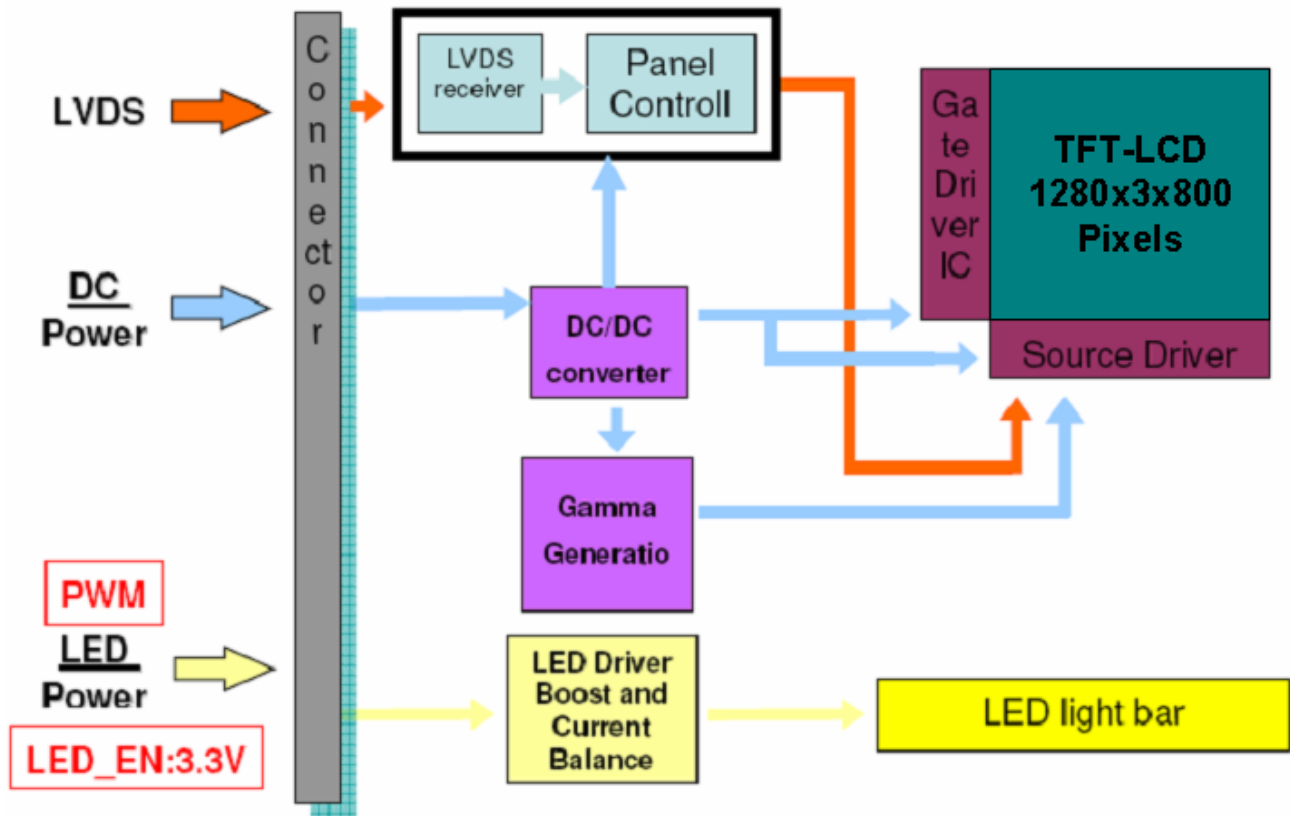 LVDS
DC
Power
PWM
LED
Power
LED_EN:3.3V
C
o
n
n
e
ct
o
r
LVDS
receiver
Panel
Controll
DC/DC
converter
Gamma
Generatio
LED Driver
Boost and
Current
Balance
Ga
te
Dri
ver
IC
TFT-LCD
1280x3x800
Pixels
Source Driver
LED light bar